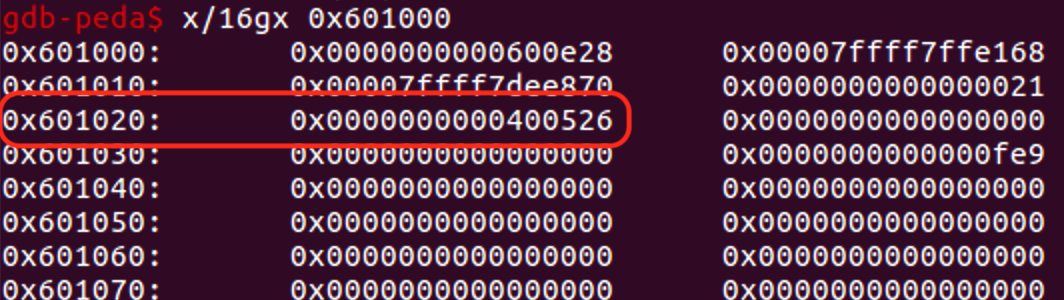 gdb-peda$ x/16gx 0x601000
0x601000: 0x0000000000600e28 0x00007ffff7ffe168
0x601010: 0x00007ffff7dee870 0x0000000000000021
0x601020: 0x0000000000400526 0x0000000000000000
0x601030: 0x0000000000000000 0x0000000000000fe9
0x601040: 0x0000000000000000 0x0000000000000000
0x601050: 0x0000000000000000 0x0000000000000000
0x601060: 0x0000000000000000 0x0000000000000000
0x601070: 0x0000000000000000 0x0000000000000000